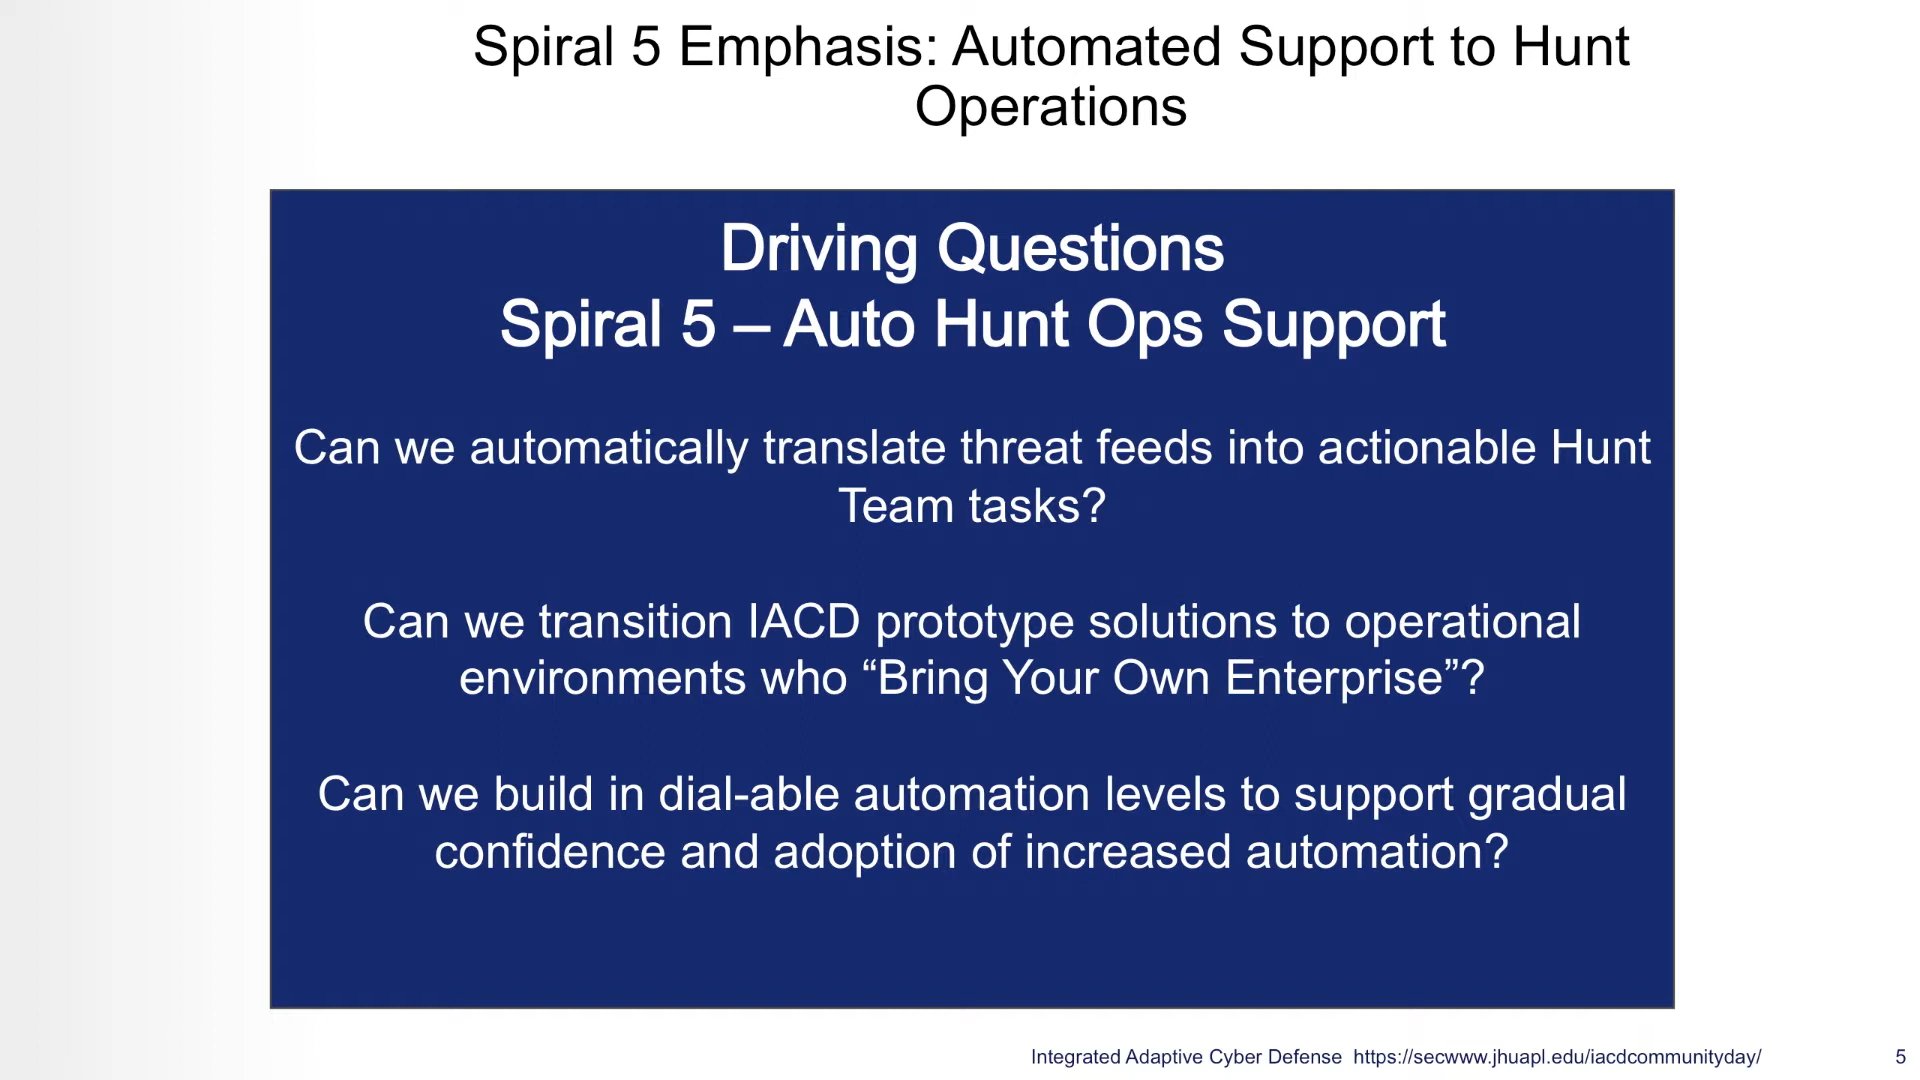 Spiral 5 Emphasis: Automated Support to Hunt
Operations
Driving Questions
Spiral 5 – Auto Hunt Ops Support
Can we automatically translate threat feeds into actionable Hunt
Team tasks?
Can we transition IACD prototype solutions to operational
environments who “Bring Your Own Enterprise”?
Can we build in dial-able automation levels to support gradual
confidence and adoption of increased automation?
Integrated Adaptive Cyber Defense  https://secwww.jhuapl.edu/iacdcommunityday/
5